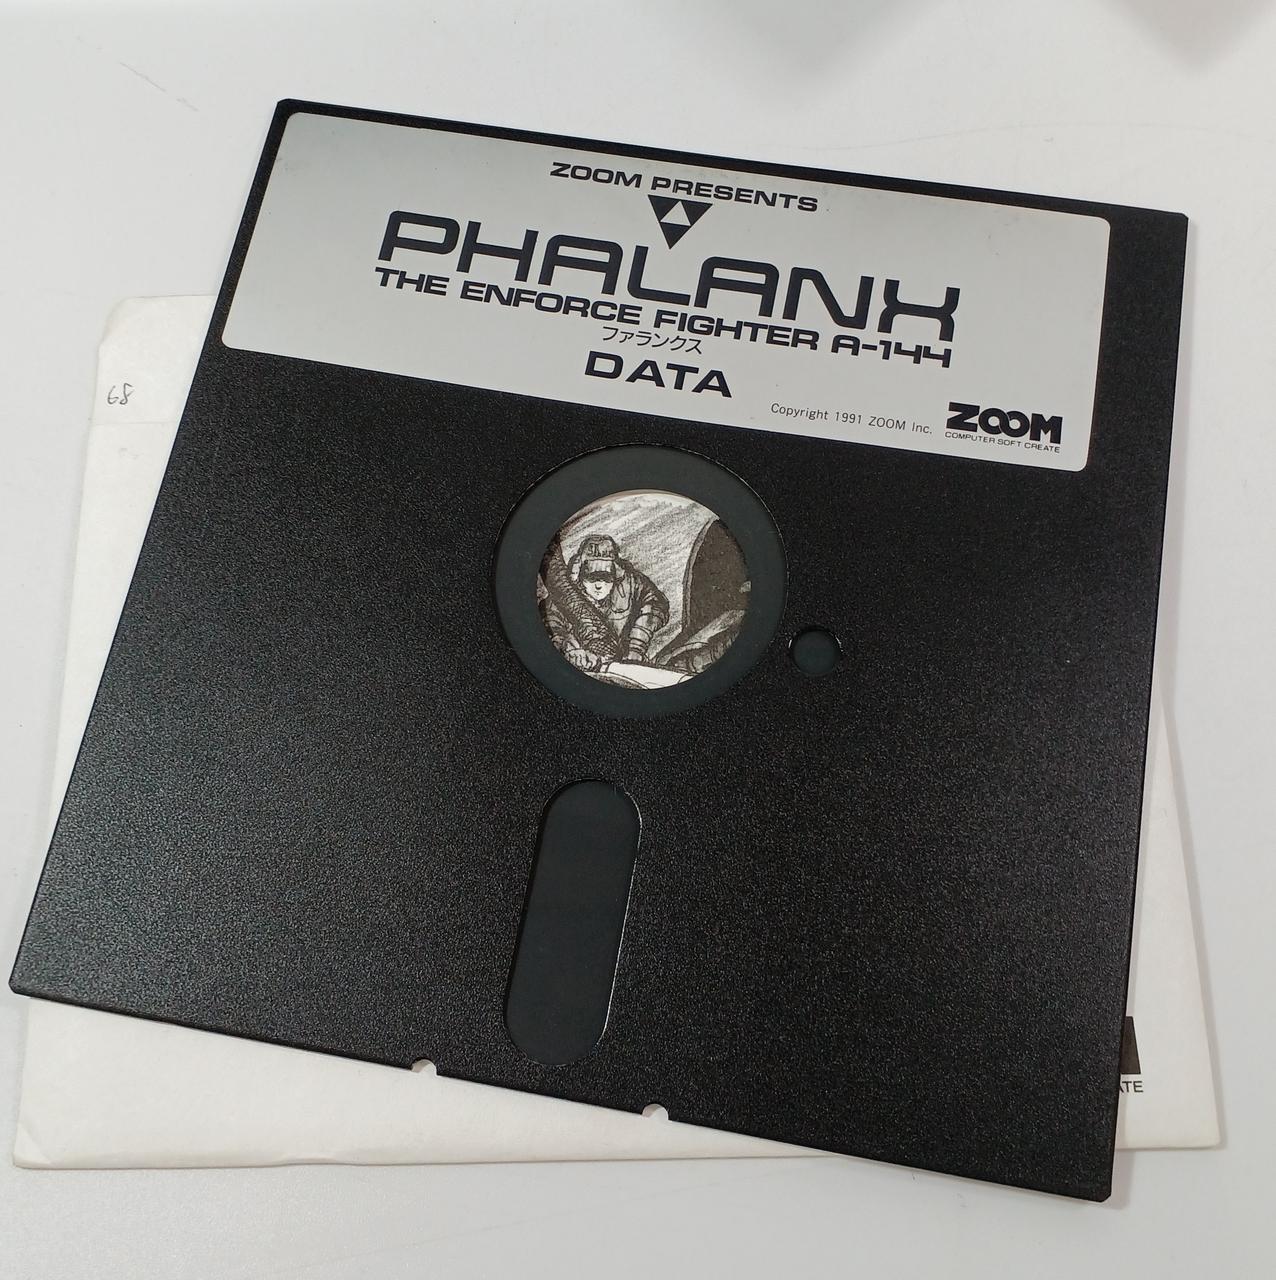 ZOOM PRESENTS
PHALANX
THE ENFORCE FIGHTER A-144
ファランクス
DATA
Copyright 1991 ZOOM Inc.
ZOOM
COMPUTER SOFT CREATE
68
ATE